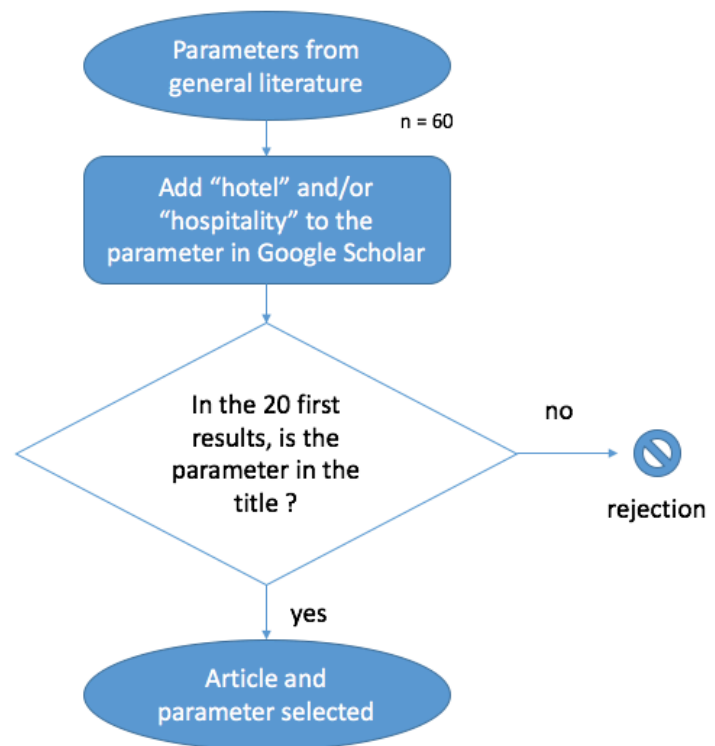 Parameters from
general literature
n = 60
Add “hotel” and/or
“hospitality” to the
parameter in Google Scholar
In the 20 first
results, is the
parameter in the
title ?
no
rejection
yes
Article and
parameter selected